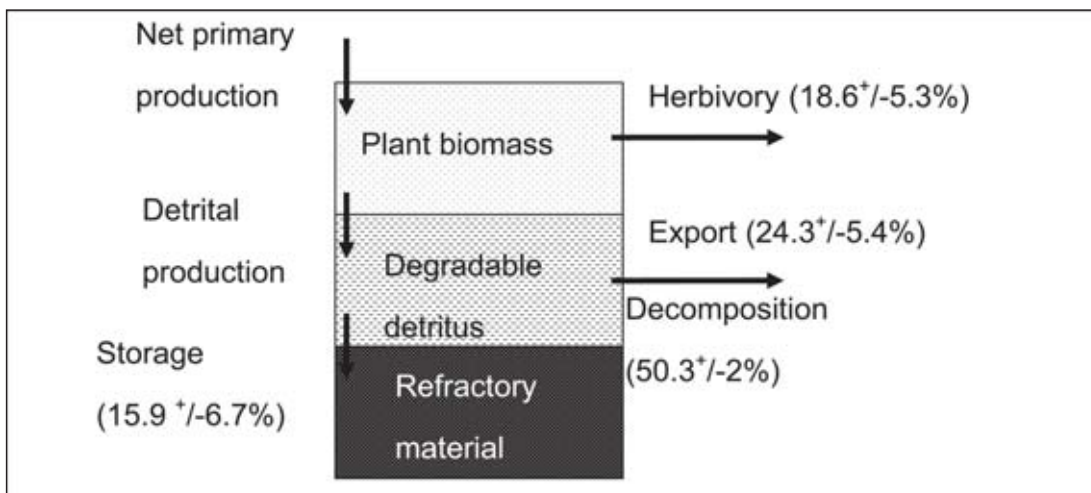 Net primary
production
Plant biomass
Herbivory (18.6⁺/-5.3%)
Detrital
production
Degradable
detritus
Export (24.3⁺/-5.4%)
Decomposition
(50.3⁺/-2%)
Storage
(15.9 ⁺/-6.7%)
Refractory
material